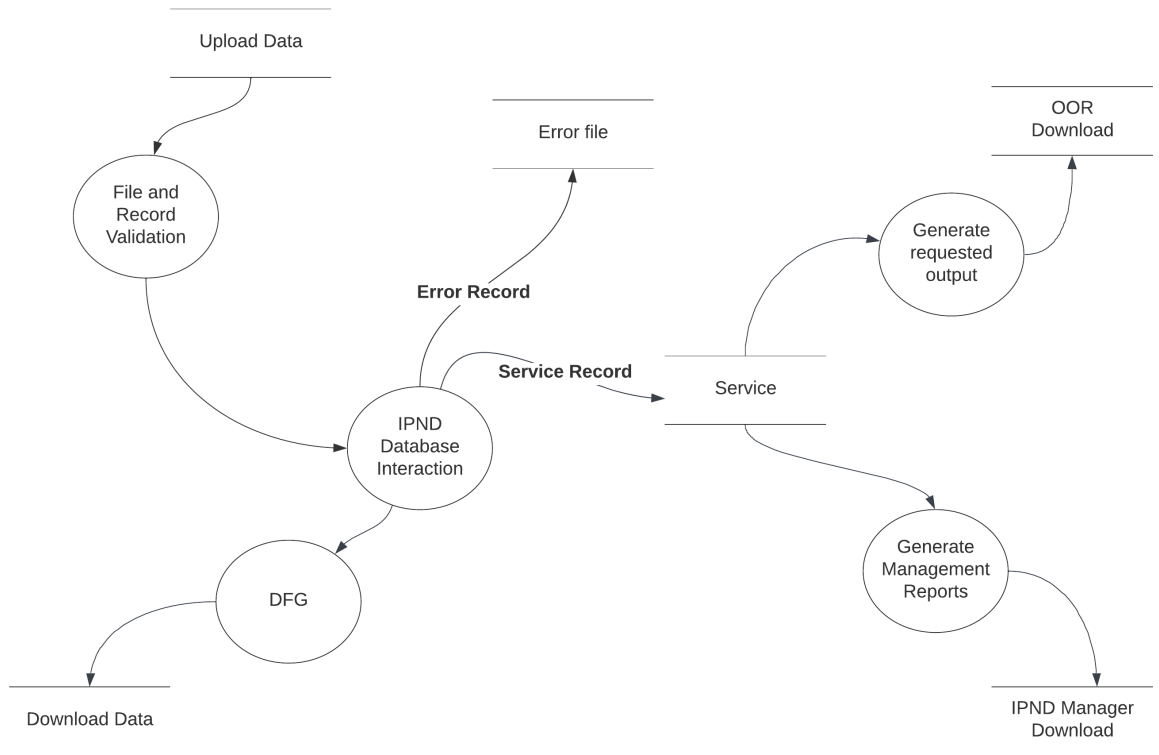 Upload Data
Error file
OOR
Download
File and
Record
Validation
Generate
requested
output
Error Record
Service Record
Service
IPND
Database
Interaction
Generate
Management
Reports
DFG
Download Data
IPND Manager
Download